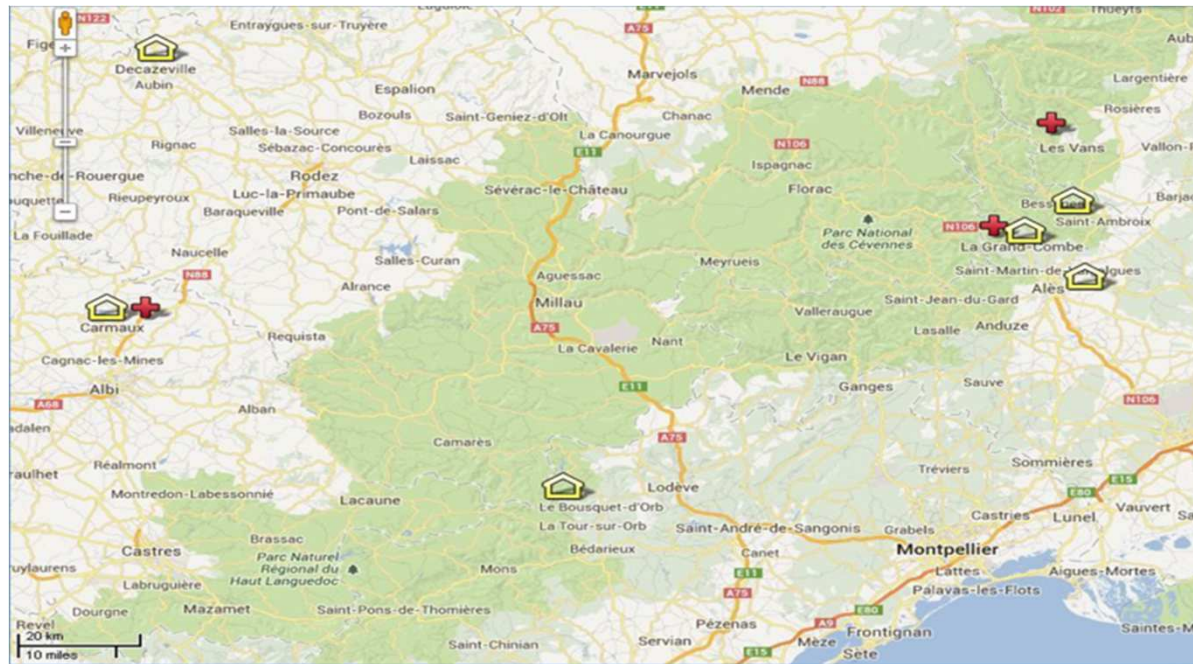 N122
Entraygues-sur-Truyère
A75
E11
N102
Thueyts
Decazeville
Aubin
Marvejols
N88
Mende
Largentière
Espalion
Bozouls
Saint-Geniez-d'Olt
Chanac
La Canourgue
Rosières
Villeneuve
Salles-la-Source
Sébazac-Concourès
Rignac
Laissac
E11
N106
Ispagnac
Les Vans
Rodez
Luc-la-Primaube
Rieupeyroux
Baraqueville
Pont-de-Salars
Sévérac-le-Château
Florac
La Fouillade
Naucelle
Salles-Curan
Parc National
des Cévennes
N106
Saint-Ambroix
La Grand-Combe
N88
Alrance
Aguessac
Meyrueis
Millau
Saint-Jean-du-Gard
Alès
Carmaux
Requista
A75
Valleraugue
Lasalle
Anduze
La Cavalerie
Nant
Le Vigan
Cagnac-les-Mines
Albi
E11
Ganges
Sauve
A68
Alban
N106
Camarès
A75
Réalmont
Montredon-Labessonnié
Lacaune
Lodève
Le Bousquet-d'Orb
La Tour-sur-Orb
Bédarieux
Sommières
Tréviers
E15
E80
Vauvert
Lunel
Castries
Saint-André-de-Sangonis
Grabels
Montpellier
Castres
Brassac
Parc Naturel
Régional du
Haut Languedoc
Mons
Canet
E11
A75
Lattes
Aigues-Mortes
Palavas-les-Flots
Labruguière
Dourgne
Mazamet
Saint-Pons-de-Thomières
Revel
Saint-Chinian
Pézenas
Servian
E80
A9
Mèze
Frontignan
Sète
E15
20 km
10 miles